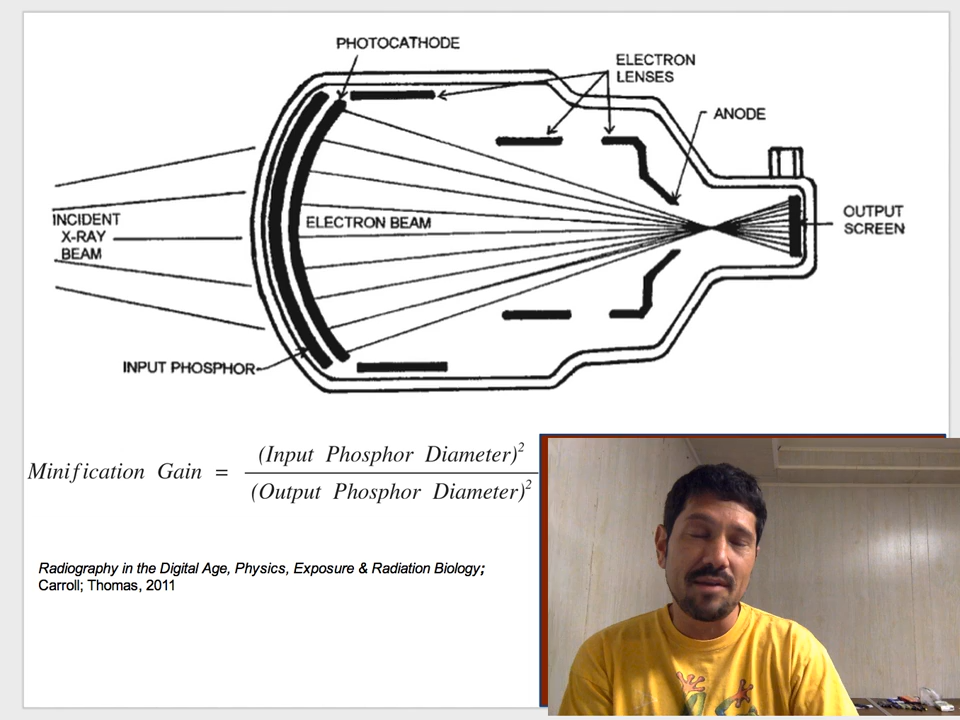 PHOTOCATHODE
ELECTRON
LENSES
ANODE
INCIDENT
X-RAY
BEAM
ELECTRON BEAM
OUTPUT
SCREEN
INPUT PHOSPHOR
Minification Gain = (Input Phosphor Diameter)²
(Output Phosphor Diameter)²
Radiography in the Digital Age, Physics, Exposure & Radiation Biology;
Carroll; Thomas, 2011